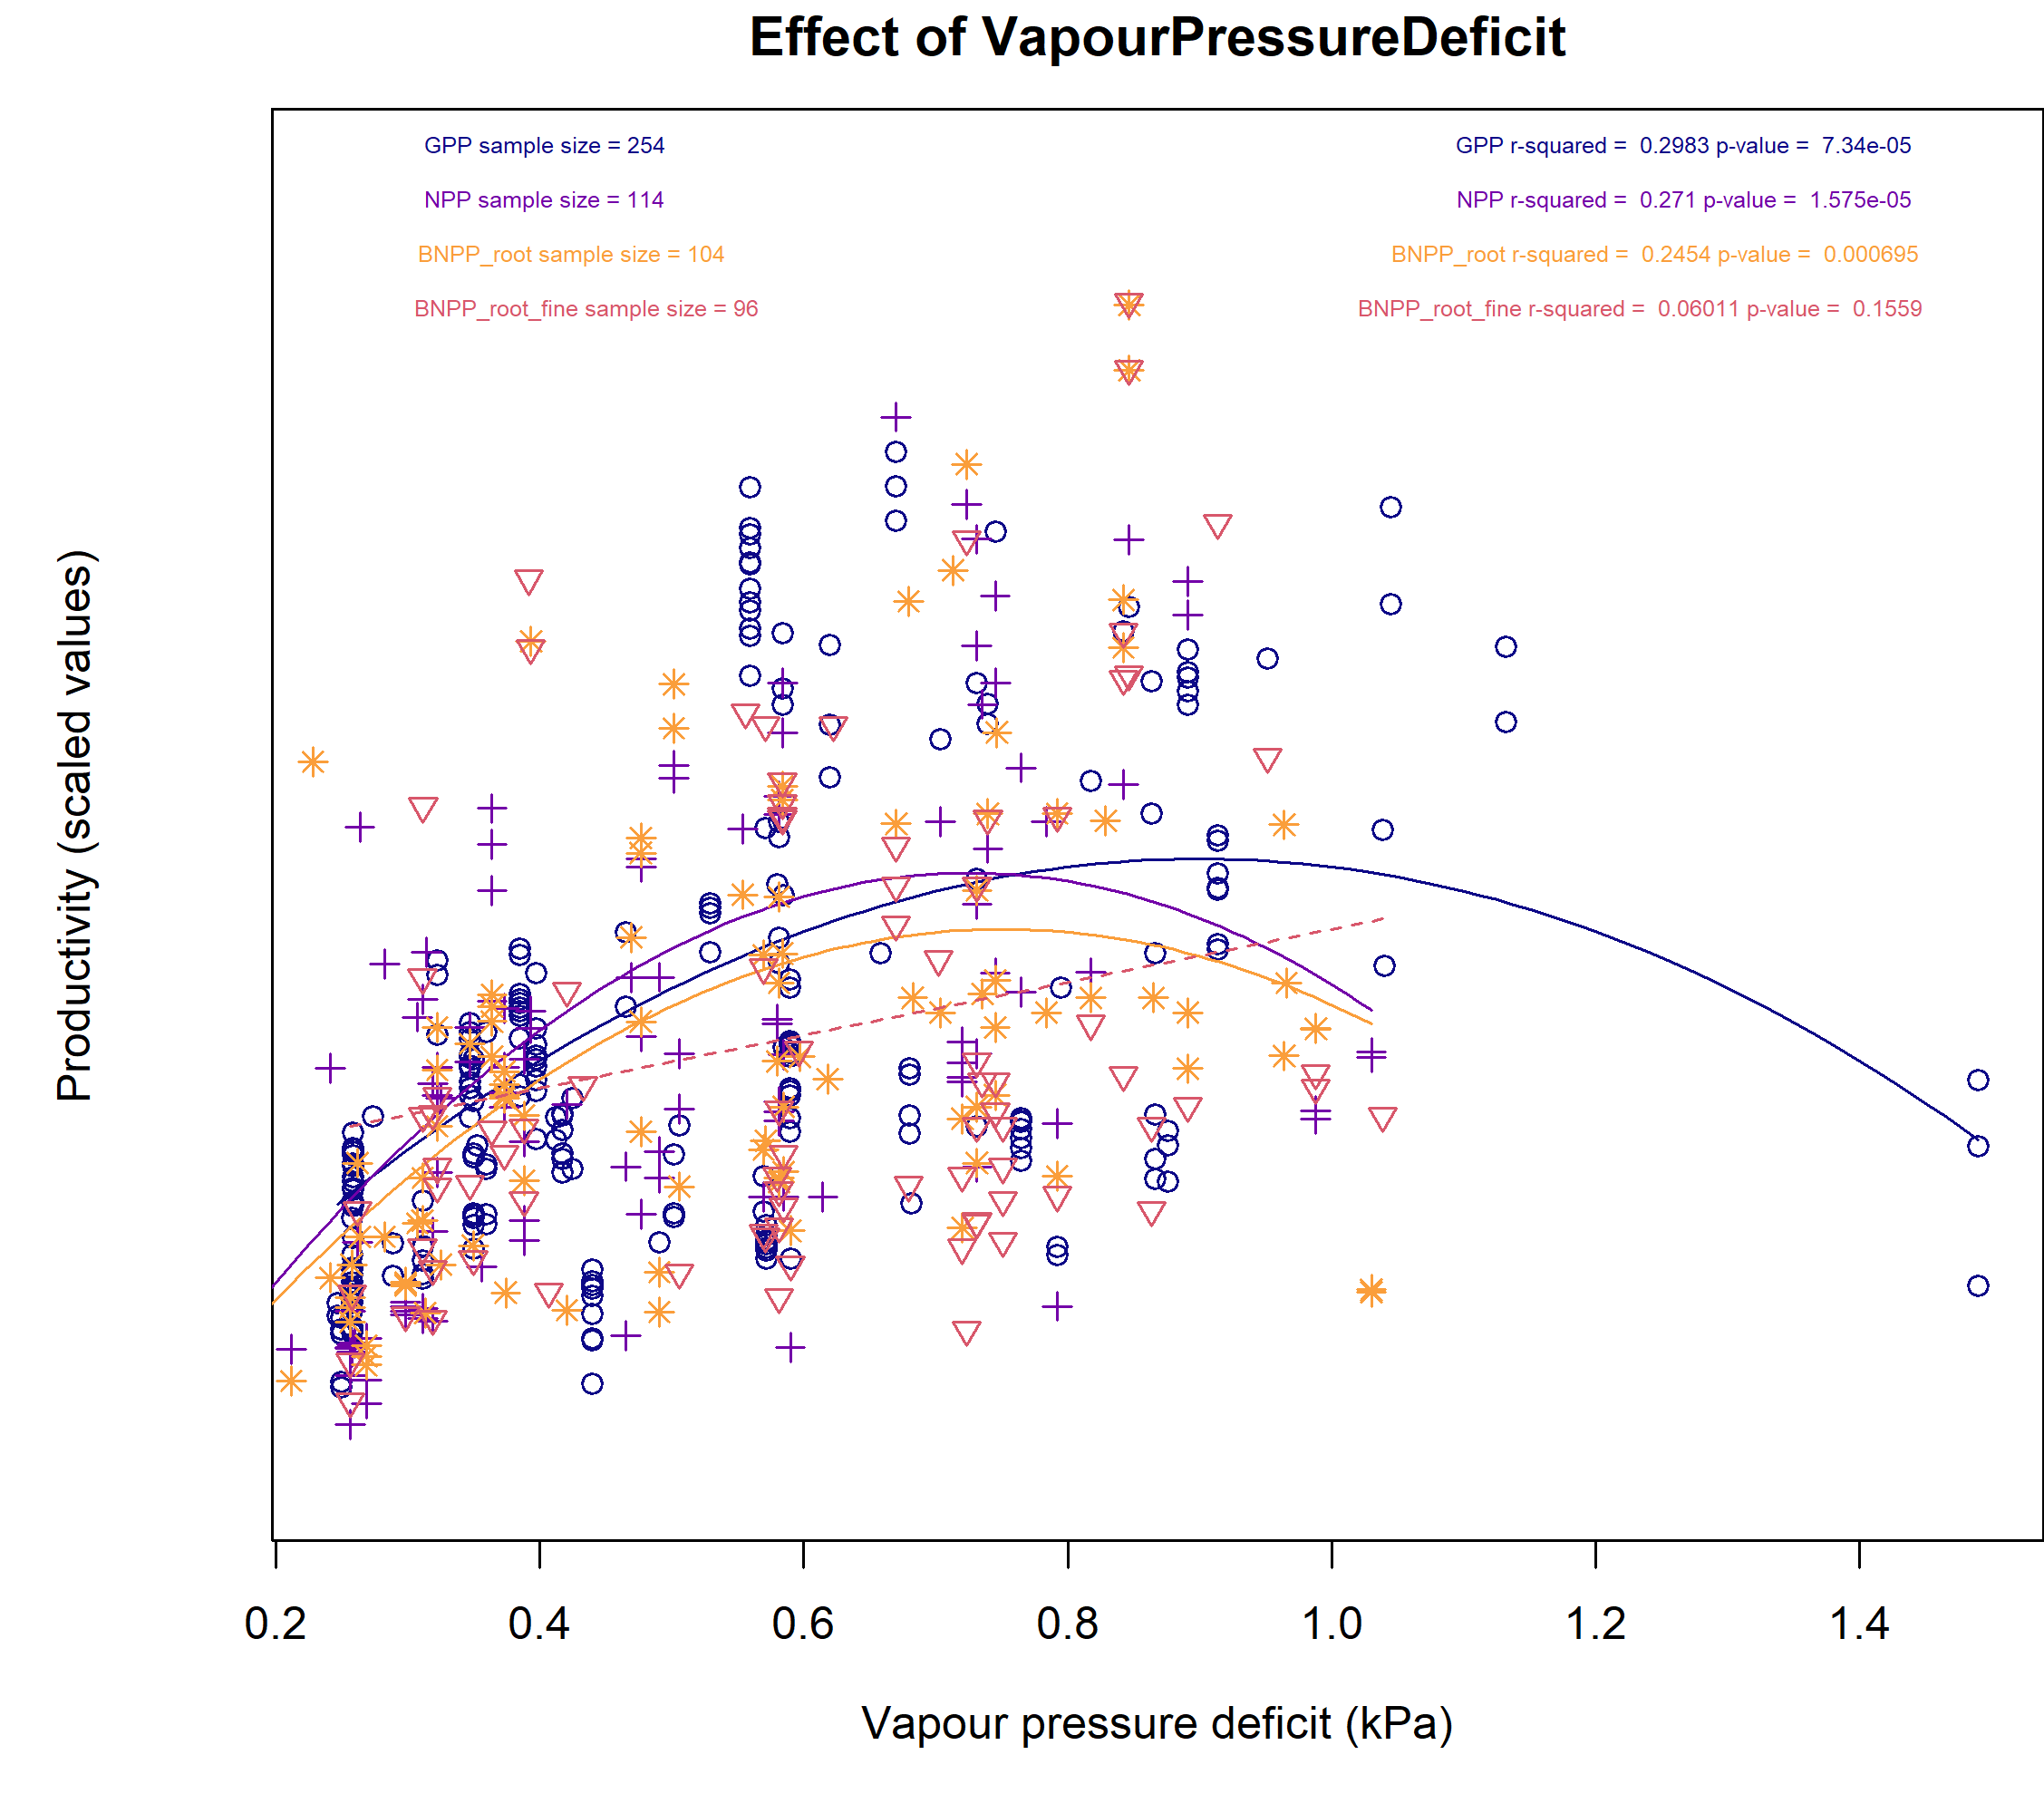 Effect of VapourPressureDeficit
GPP sample size = 254
GPP r-squared = 0.2983 p-value = 7.34e-05
NPP sample size = 114
NPP r-squared = 0.271 p-value = 1.575e-05
BNPP_root sample size = 104
BNPP_root r-squared = 0.2454 p-value = 0.000695
BNPP_root_fine sample size = 96
BNPP_root_fine r-squared = 0.06011 p-value = 0.1559
Productivity (scaled values)
0.2 0.4 0.6 0.8 1.0 1.2 1.4
Vapour pressure deficit (kPa)